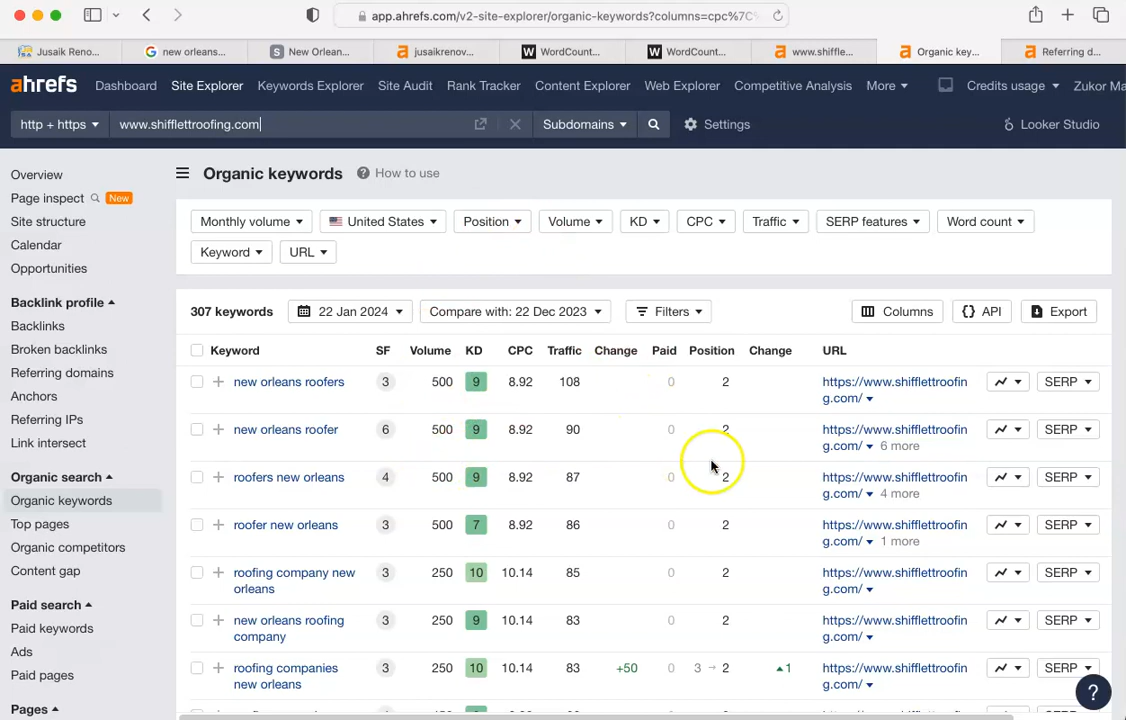 app.ahrefs.com/v2-site-explorer/organic-keywords?columns=cpc%7C%
Jusaik Reno...
new orleans...
New Orlean...
jusaikrenov...
WordCount...
WordCount...
www.shiffle...
Organic key...
Referring d...
ahrefs
Dashboard
Site Explorer
Keywords Explorer
Site Audit
Rank Tracker
Content Explorer
Web Explorer
Competitive Analysis
More
Credits usage
Zukor Ma
http + https
www.shifflettroofing.com
Subdomains
Settings
Looker Studio
Overview
Page inspect New
Site structure
Calendar
Opportunities
Backlink profile
Backlinks
Broken backlinks
Referring domains
Anchors
Referring IPs
Link intersect
Organic search
Organic keywords
Top pages
Organic competitors
Content gap
Paid search
Paid keywords
Ads
Paid pages
Pages
Organic keywords ? How to use
Monthly volume United States Position Volume KD CPC Traffic SERP features Word count
Keyword URL
307 keywords 22 Jan 2024 Compare with: 22 Dec 2023 Filters Columns {} API Export
Keyword SF Volume KD CPC Traffic Change Paid Position Change URL
+ new orleans roofers 3 500 9 8.92 108 0 2 https://www.shifflettroofin SERP
g.com/
+ new orleans roofer 6 500 9 8.92 90 0 2 https://www.shifflettroofin SERP
g.com/ 6 more
+ roofers new orleans 4 500 9 8.92 87 0 2 https://www.shifflettroofin SERP
g.com/ 4 more
+ roofer new orleans 3 500 7 8.92 86 0 2 https://www.shifflettroofin SERP
g.com/ 1 more
+ roofing company new 3 250 10 10.14 85 0 2 https://www.shifflettroofin SERP
orleans g.com/
+ new orleans roofing 3 250 9 10.14 83 0 2 https://www.shifflettroofin SERP
company g.com/
+ roofing companies 3 250 10 10.14 83 +50 0 3 → 2 ▲1 https://www.shifflettroofin SERP
new orleans g.com/
?